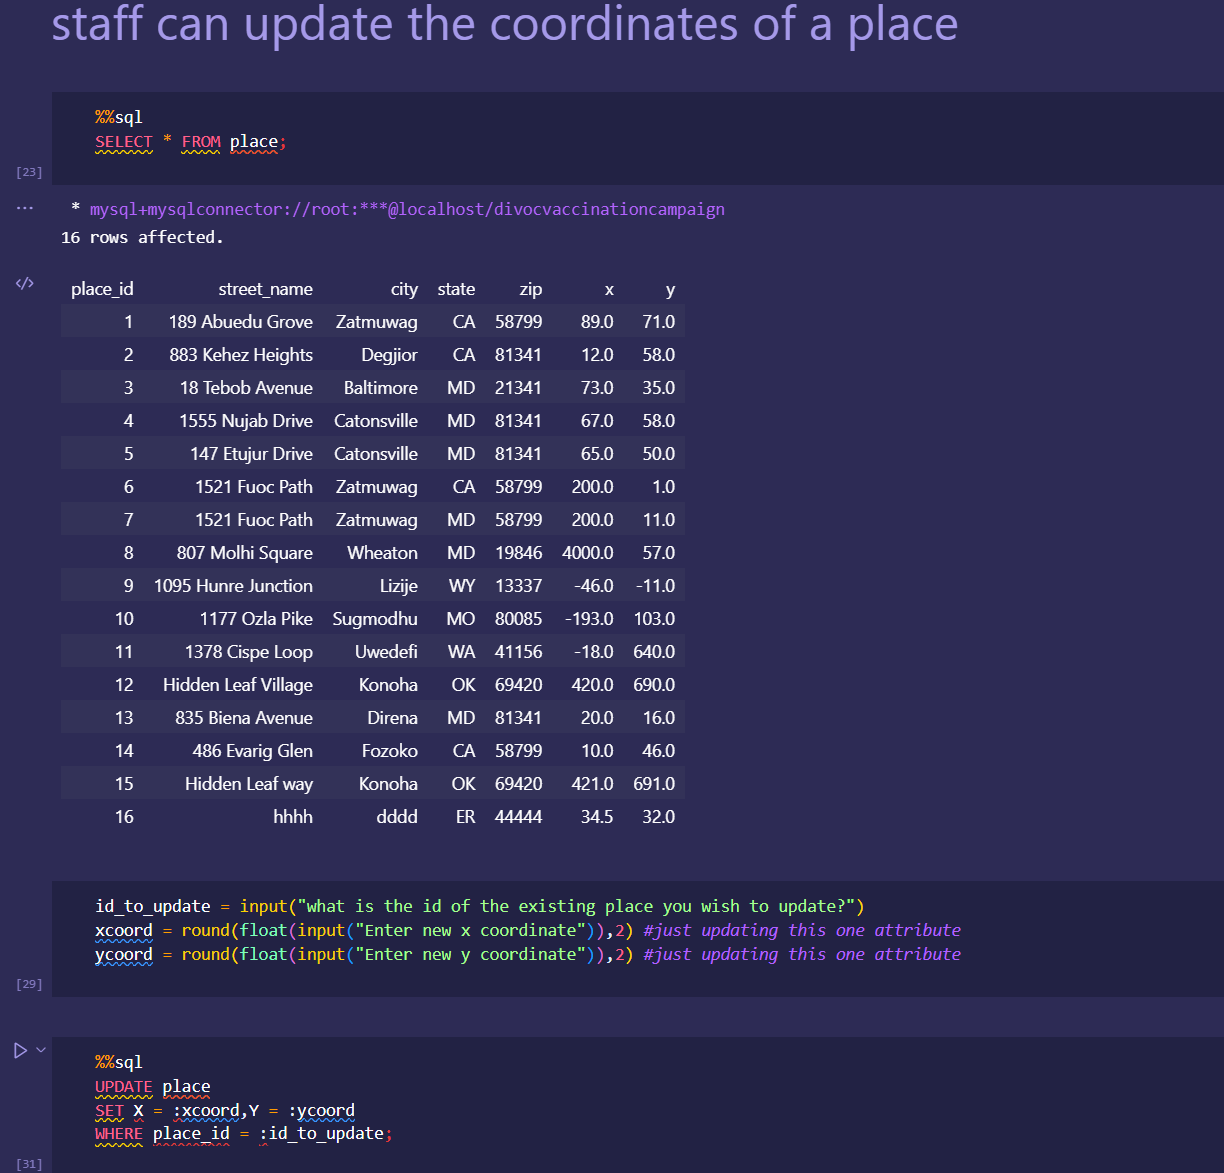 staff can update the coordinates of a place
%%sql
SELECT * FROM place;
[23]
* mysql+mysqlconnector://root:***@localhost/divocvaccinationcampaign
16 rows affected.
place_id street_name city state zip x y
1 189 Abuedu Grove Zatmuwag CA 58799 89.0 71.0
2 883 Kehez Heights Degjior CA 81341 12.0 58.0
3 18 Tebob Avenue Baltimore MD 21341 73.0 35.0
4 1555 Nujab Drive Catonsville MD 81341 67.0 58.0
5 147 Etujur Drive Catonsville MD 81341 65.0 50.0
6 1521 Fuoc Path Zatmuwag CA 58799 200.0 1.0
7 1521 Fuoc Path Zatmuwag MD 58799 200.0 11.0
8 807 Molhi Square Wheaton MD 19846 4000.0 57.0
9 1095 Hunre Junction Lizije WY 13337 -46.0 -11.0
10 1177 Ozla Pike Sugmodhu MO 80085 -193.0 103.0
11 1378 Cispe Loop Uwedefi WA 41156 -18.0 640.0
12 Hidden Leaf Village Konoha OK 69420 420.0 690.0
13 835 Biena Avenue Direna MD 81341 20.0 16.0
14 486 Evarig Glen Fozoko CA 58799 10.0 46.0
15 Hidden Leaf way Konoha OK 69420 421.0 691.0
16 hhhh dddd ER 44444 34.5 32.0
id_to_update = input("what is the id of the existing place you wish to update?")
xcoord = round(float(input("Enter new x coordinate")),2) #just updating this one attribute
ycoord = round(float(input("Enter new y coordinate")),2) #just updating this one attribute
[29]
%%sql
UPDATE place
SET X = :xcoord,Y = :ycoord
WHERE place_id = :id_to_update;
[31]